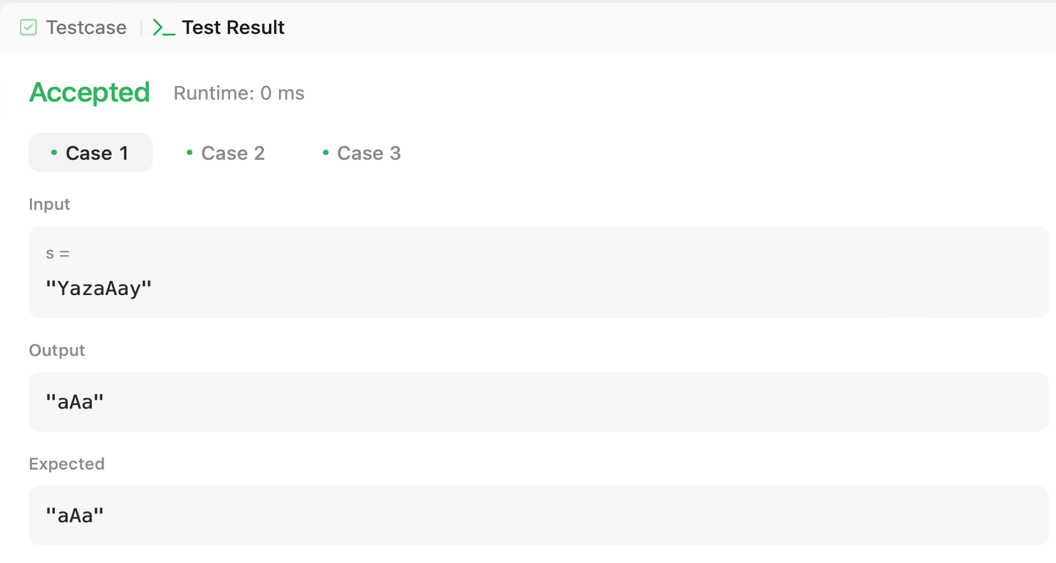 Testcase Test Result
Accepted Runtime: 0 ms
• Case 1 • Case 2 • Case 3
Input
s =
"YazaAay"
Output
"aAa"
Expected
"aAa"